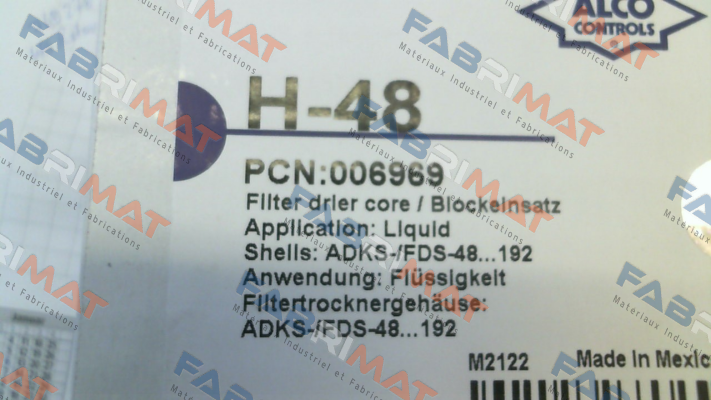 ALCO
CONTROLS
H-48
PCN:006969
Filter drier core / Blockeinsatz
Application: Liquid
Shells: ADKS-/FDS-48...192
Anwendung: Flüssigkeit
Filtertrocknergehäuse:
ADKS-/FDS-48...192
M2122 Made in Mexic
FABRIMAT
Matériaux Industriel et Fabrications